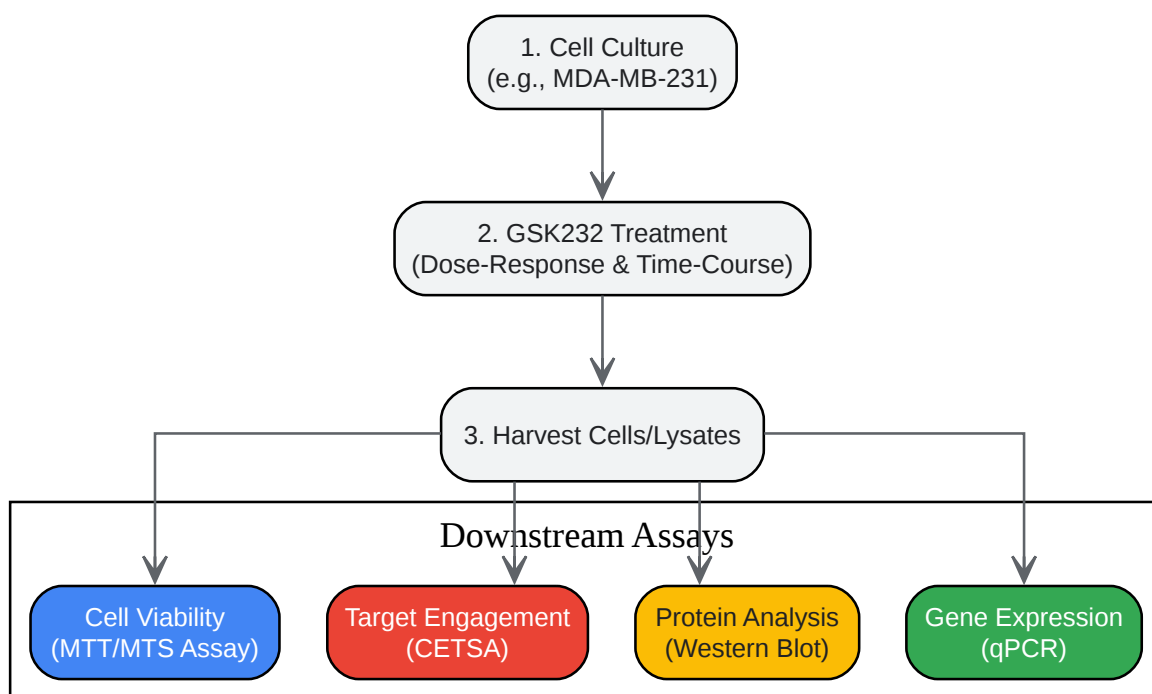 1. Cell Culture
(e.g., MDA-MB-231)
2. GSK232 Treatment
(Dose-Response & Time-Course)
3. Harvest Cells/Lysates
Downstream Assays
Cell Viability
(MTT/MTS Assay)
Target Engagement
(CETSA)
Protein Analysis
(Western Blot)
Gene Expression
(qPCR)